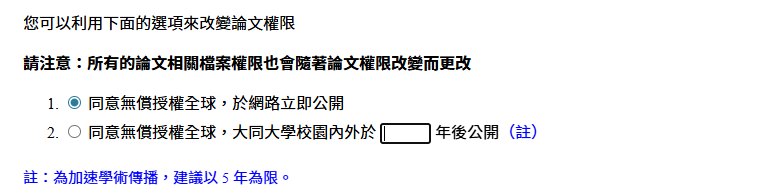 您可以利用下面的選項來改變論文權限
請注意：所有的論文相關檔案權限也會隨著論文權限改變而更改
1. 同意無償授權全球，於網路立即公開
2. 同意無償授權全球，大同大學校園內外於 年後公開（註）
註：為加速學術傳播，建議以 5 年為限。